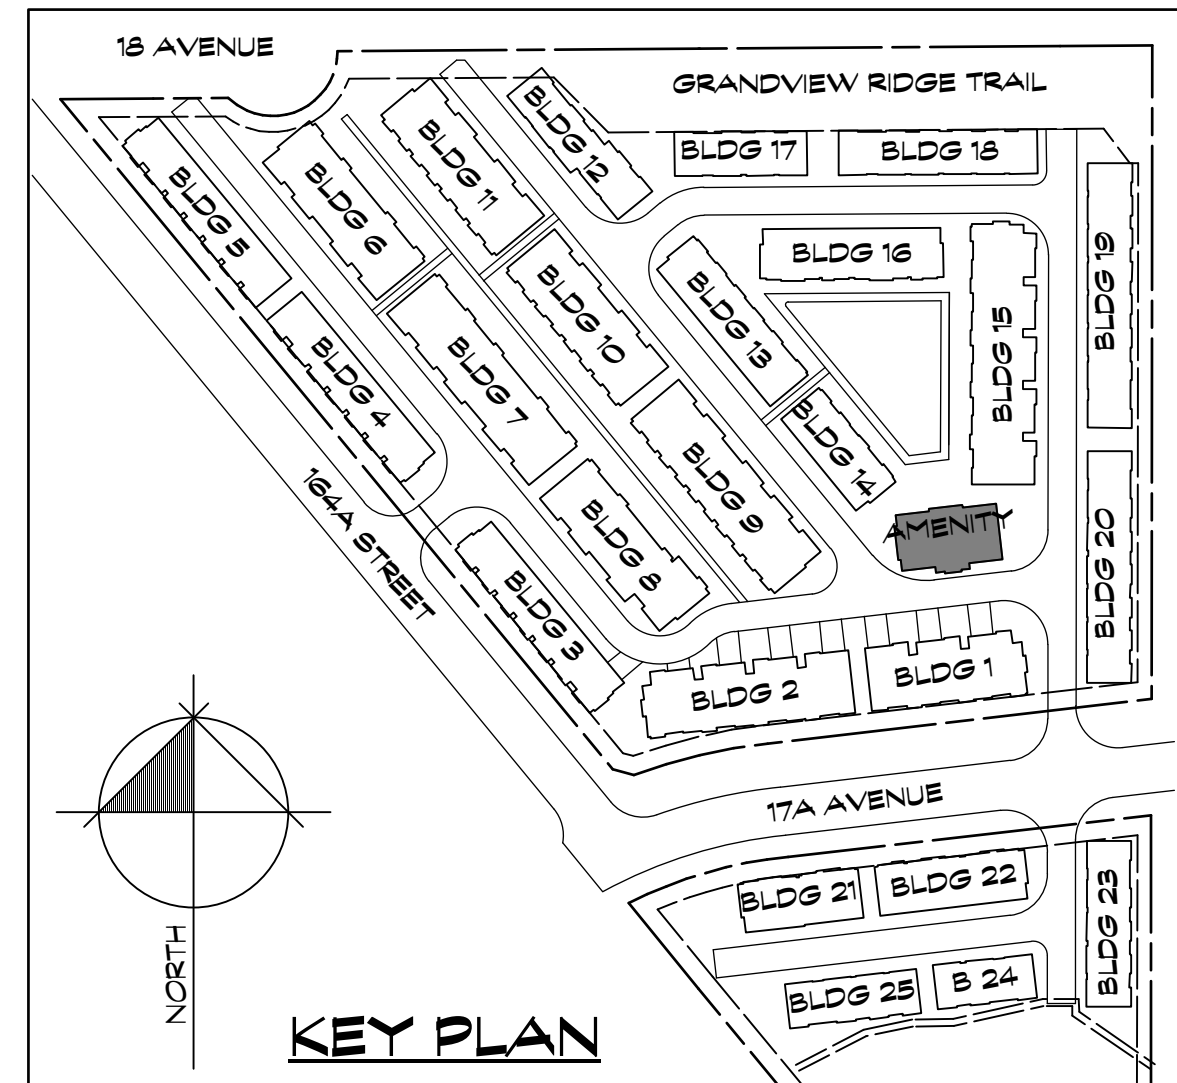 18 AVENUE
GRANDVIEW RIDGE TRAIL
BLDG 12
BLDG 11
BLDG 17
BLDG 18
BLDG 5
BLDG 6
BLDG 16
BLDG 19
BLDG 10
BLDG 13
BLDG 15
BLDG 4
BLDG 7
BLDG 14
BLDG 9
164A STREET
AMENITY
BLDG 8
BLDG 20
BLDG 3
BLDG 2
BLDG 1
17A AVENUE
BLDG 21
BLDG 22
BLDG 23
NORTH
BLDG 25
B 24
KEY PLAN